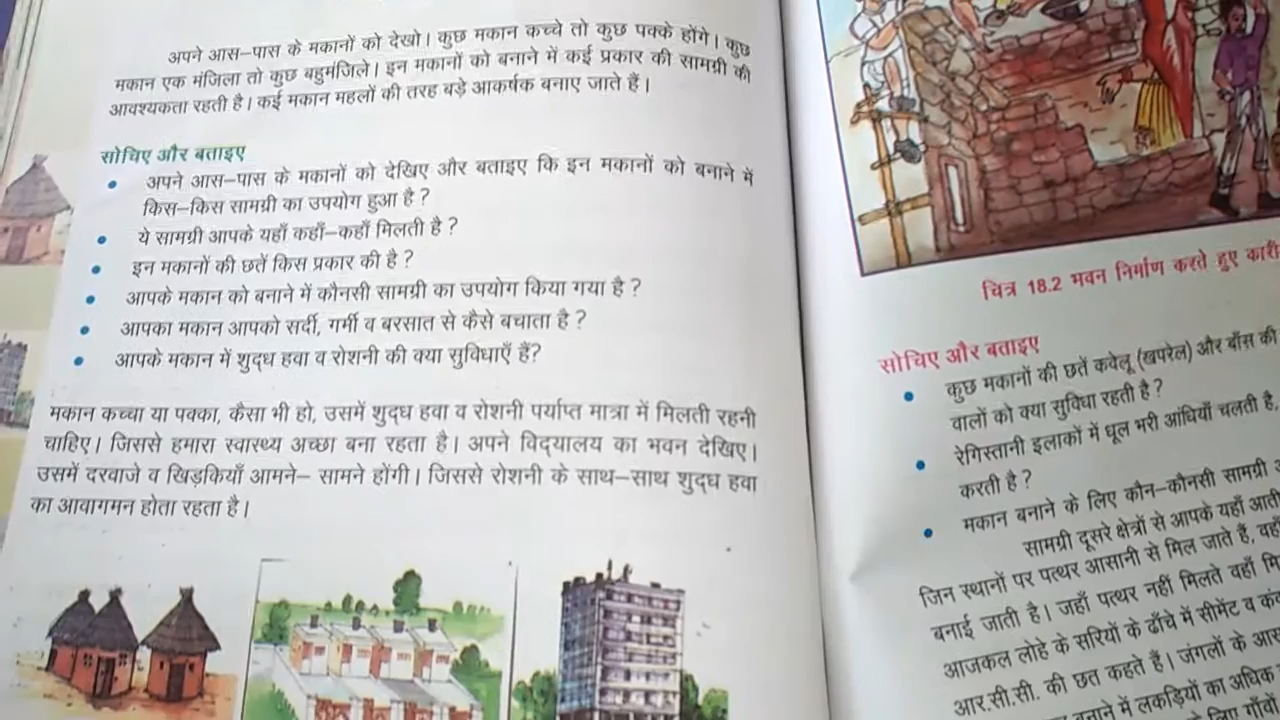 अपने आस–पास के मकानों को देखो। कुछ मकान कच्चे तो कुछ पक्के होंगे। कुछ
मकान एक मंजिला तो कुछ बहुमंजिले। इन मकानों को बनाने में कई प्रकार की सामग्री की
आवश्यकता रहती है। कई मकान महलों की तरह बड़े आकर्षक बनाए जाते हैं।
सोचिए और बताइए
• अपने आस–पास के मकानों को देखिए और बताइए कि इन मकानों को बनाने में
किस–किस सामग्री का उपयोग हुआ है ?
• ये सामग्री आपके यहाँ कहाँ–कहाँ मिलती है ?
• इन मकानों की छतें किस प्रकार की है ?
• आपके मकान को बनाने में कौनसी सामग्री का उपयोग किया गया है ?
• आपका मकान आपको सर्दी, गर्मी व बरसात से कैसे बचाता है ?
• आपके मकान में शुद्ध हवा व रोशनी की क्या सुविधाएँ हैं?
मकान कच्चा या पक्का, कैसा भी हो, उसमें शुद्ध हवा व रोशनी पर्याप्त मात्रा में मिलती रहनी
चाहिए। जिससे हमारा स्वास्थ्य अच्छा बना रहता है। अपने विद्यालय का भवन देखिए।
उसमें दरवाजे व खिड़कियाँ आमने– सामने होंगी। जिससे रोशनी के साथ–साथ शुद्ध हवा
का आवागमन होता रहता है।
चित्र 18.2 भवन निर्माण करते हुए
सोचिए और बताइए
• कुछ मकानों की छतें कवेलू (खपरेल) और बाँस की
वालों को क्या सुविधा रहती है ?
• रेगिस्तानी इलाकों में धूल भरी आंधियाँ चलती है,
करती है ?
• मकान बनाने के लिए कौन–कौनसी सामग्री
सामग्री दूसरे क्षेत्रों से आपके यहाँ
जिन स्थानों पर पत्थर आसानी से मिल जाते हैं,
बनाई जाती है। जहाँ पत्थर नहीं मिलते वहाँ
आजकल लोहे के सरियों के ढाँचे में सीमेंट व
आर.सी.सी. की छत कहते हैं। जंगलों के
बनाने में लकड़ियों का अधिक